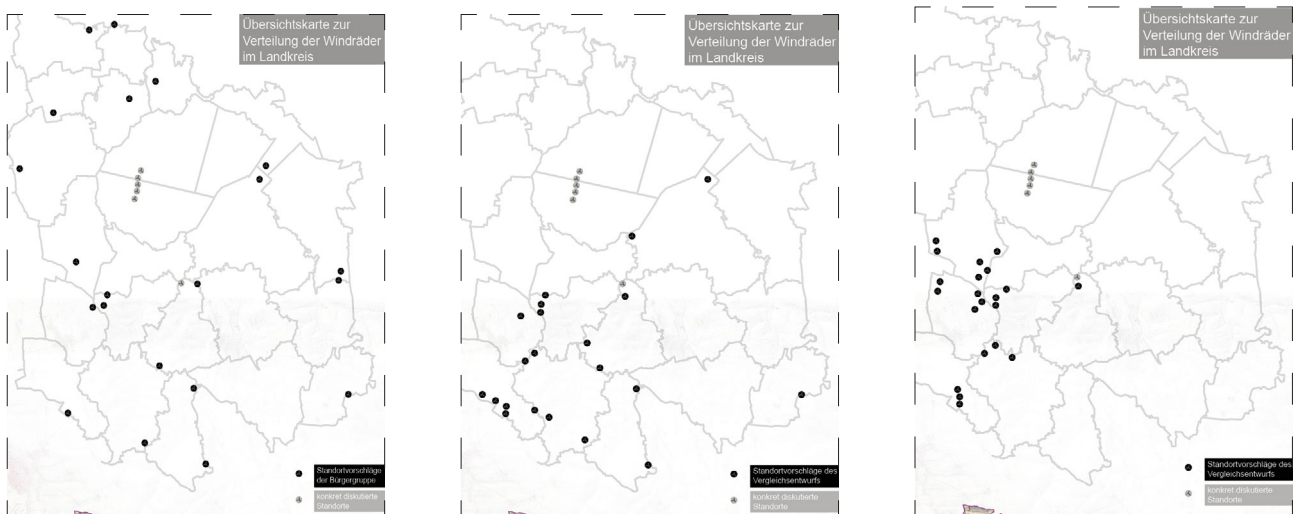 Übersichtskarte zur
Verteilung der Windräder
im Landkreis
Standortvorschläge
der Bürgergruppe
konkret diskutierte
Standorte
Übersichtskarte zur
Verteilung der Windräder
im Landkreis
Standortvorschläge des
Vergleichsentwurfs
konkret diskutierte
Standorte
Übersichtskarte zur
Verteilung der Windräder
im Landkreis
Standortvorschläge des
Vergleichsentwurfs
konkret diskutierte
Standorte